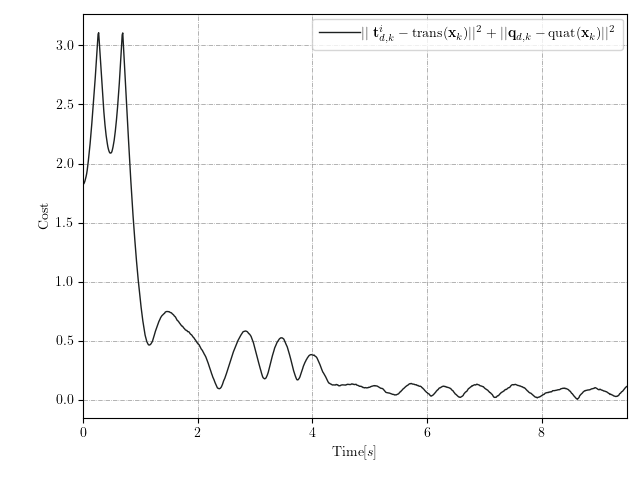 || t^i_{d,k} − trans(x_k)||^2 + ||q_{d,k} − quat(x_k)||^2
3.0
2.5
2.0
1.5
1.0
0.5
0.0
Cost
0 2 4 6 8
Time[s]